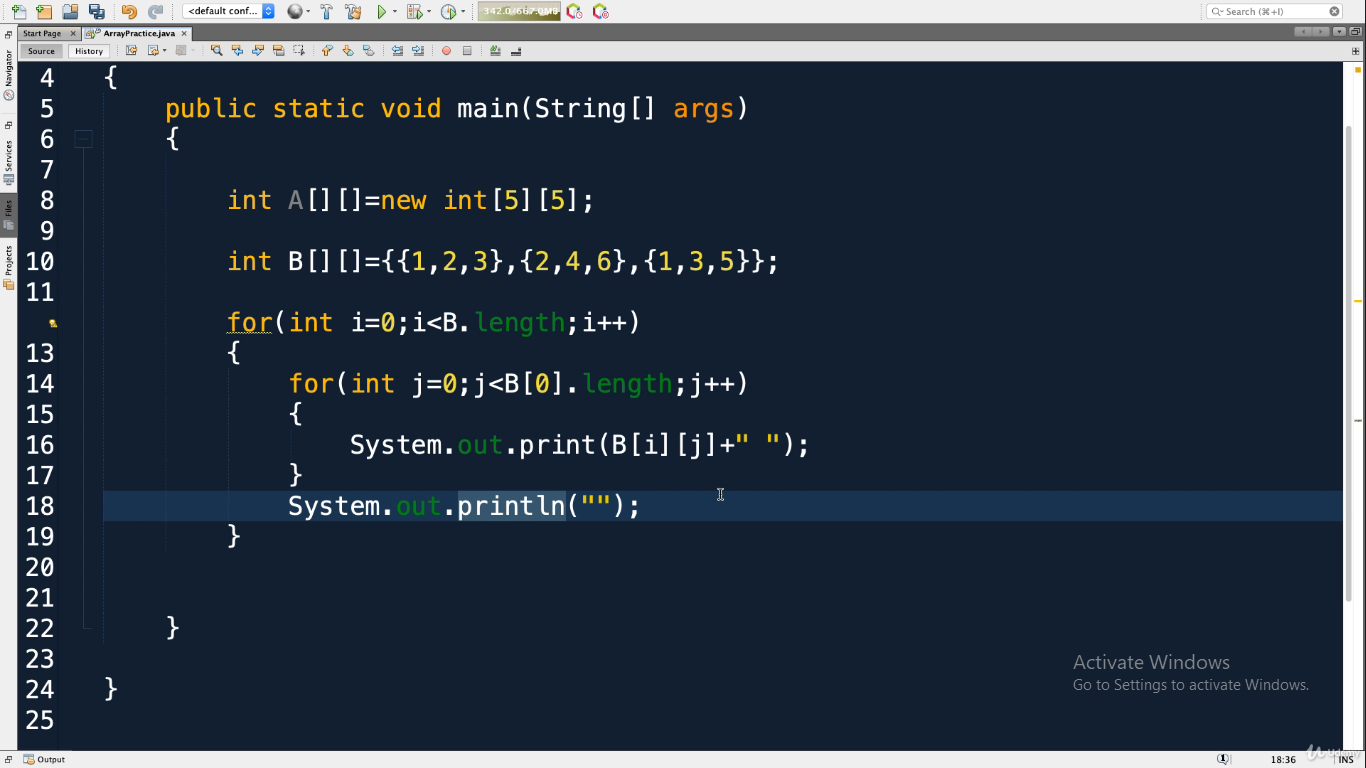 <default conf...
342.0/667.0MB
Search (⌘+I)
Start Page
ArrayPractice.java
Source
History
Navigator
Services
Files
Projects
4 {
5 public static void main(String[] args)
6 {
7
8 int A[][]=new int[5][5];
9
10 int B[][]={{1,2,3},{2,4,6},{1,3,5}};
11
for(int i=0;i<B.length;i++)
13 {
14 for(int j=0;j<B[0].length;j++)
15 {
16 System.out.print(B[i][j]+" ");
17 }
18 System.out.println("");
19 }
20
21
22 }
23
24 }
25
Activate Windows
Go to Settings to activate Windows.
Output
1
18:36
INS
Udemy